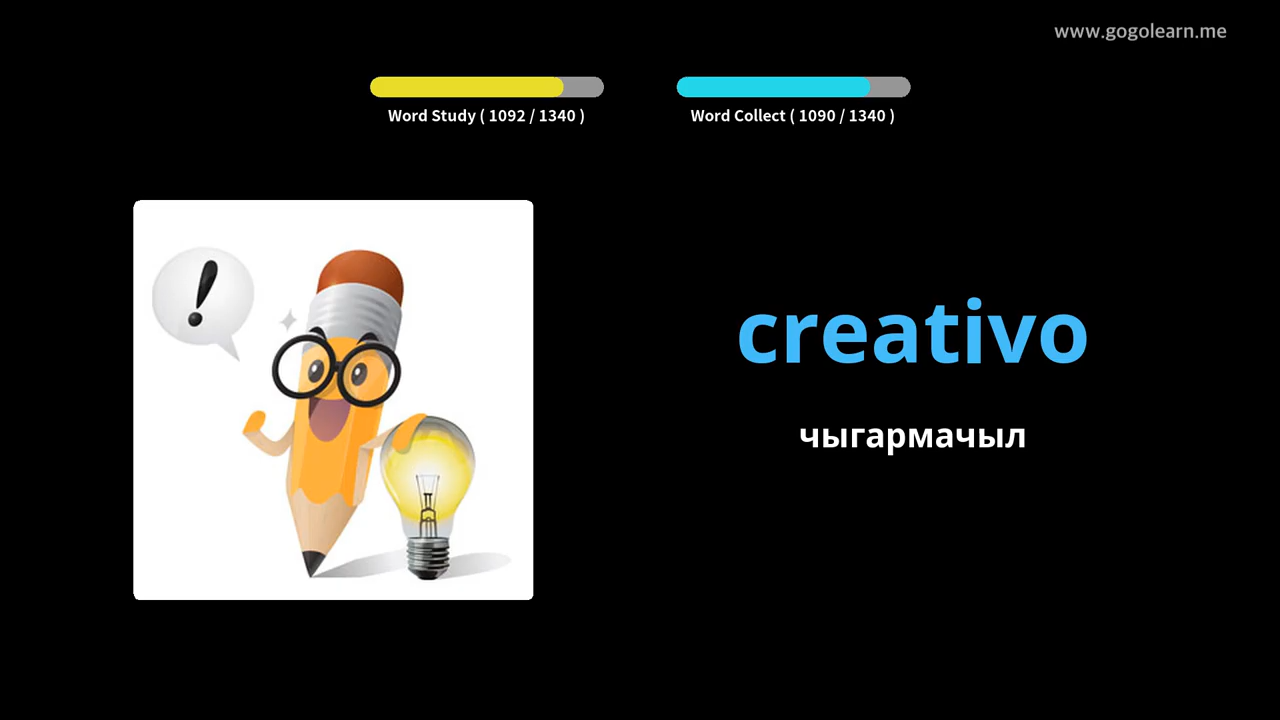 www.gogolearn.me
Word Study ( 1092 / 1340 )
Word Collect ( 1090 / 1340 )
!
creativo
чыгармачыл